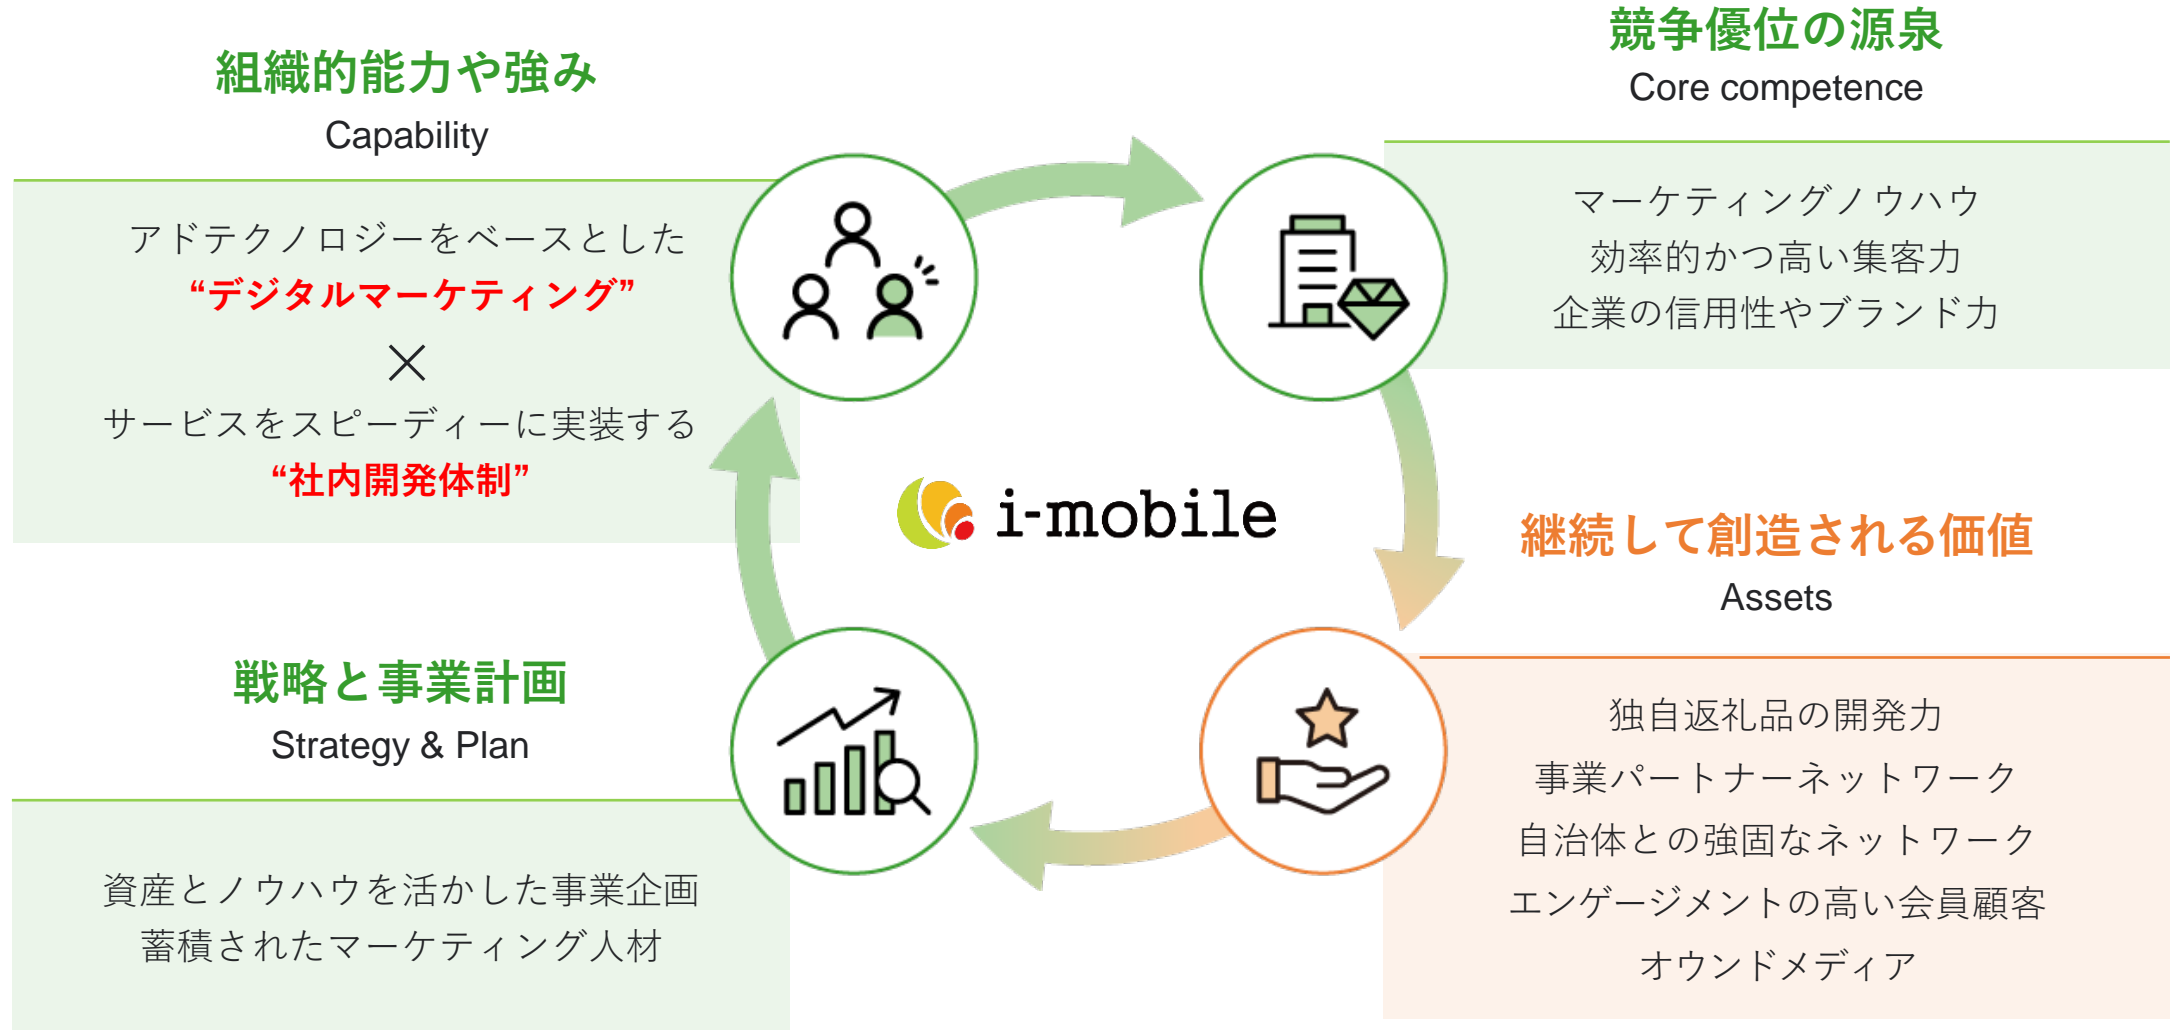 組織的能力や強み
Capability
アドテクノロジーをベースとした
“デジタルマーケティング”
×
サービスをスピーディーに実装する
“社内開発体制”
競争優位の源泉
Core competence
マーケティングノウハウ
効率的かつ高い集客力
企業の信用性やブランド力
i-mobile
継続して創造される価値
Assets
独自返礼品の開発力
事業パートナーネットワーク
自治体との強固なネットワーク
エンゲージメントの高い会員顧客
オウンドメディア
戦略と事業計画
Strategy & Plan
資産とノウハウを活かした事業企画
蓄積されたマーケティング人材